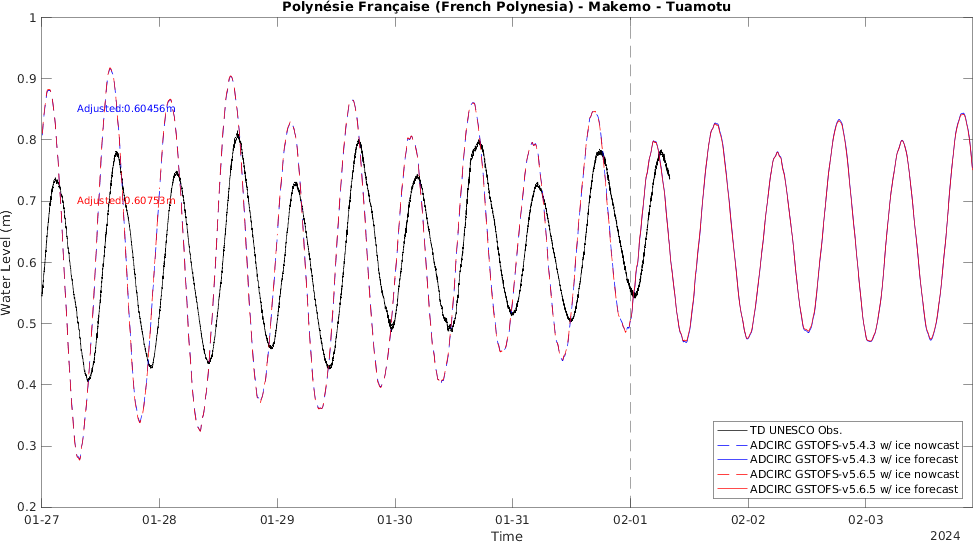 Polynésie Française (French Polynesia) - Makemo - Tuamotu
1
0.9
0.8
0.7
0.6
0.5
0.4
0.3
0.2
Water Level (m)
Adjusted:0.60456m
Adjusted:0.60753m
TD UNESCO Obs.
ADCIRC GSTOFS-v5.4.3 w/ ice nowcast
ADCIRC GSTOFS-v5.4.3 w/ ice forecast
ADCIRC GSTOFS-v5.6.5 w/ ice nowcast
ADCIRC GSTOFS-v5.6.5 w/ ice forecast
01-27 01-28 01-29 01-30 01-31 02-01 02-02 02-03
Time
2024